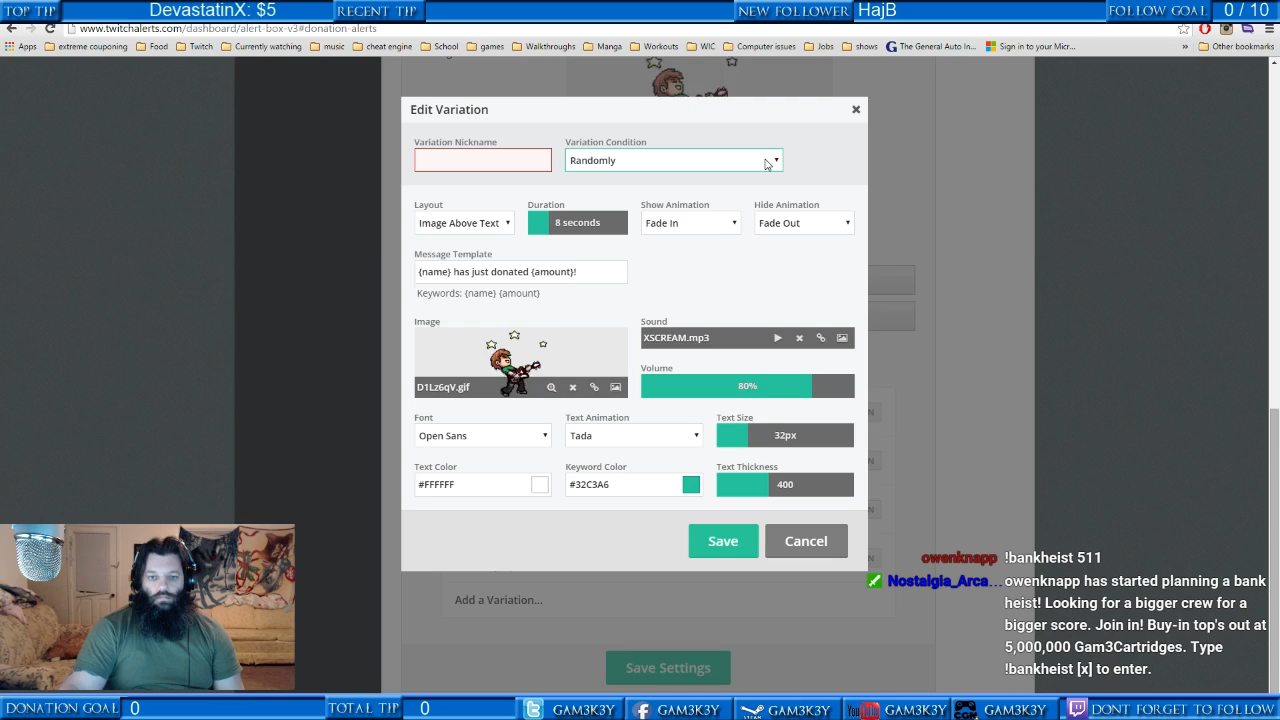 TOP TIP DevastatinX: $5 RECENT TIP NEW FOLLOWER HajB FOLLOW GOAL 0 / 10
www.twitchalerts.com/dashboard/alert-box-v3#donation-alerts
Apps extreme couponing Food Twitch Currently watching music cheat engine School games Walkthroughs Manga Workouts WIC Computer issues Jobs shows The General Auto In... Sign in to your Micr... » Other bookmarks
Edit Variation
Variation Nickname Variation Condition
Randomly
Layout Duration Show Animation Hide Animation
Image Above Text 8 seconds Fade In Fade Out
Message Template
{name} has just donated {amount}!
Keywords: {name} {amount}
Image Sound
XSCREAM.mp3
Volume
80%
D1Lz6qV.gif
Font Text Animation Text Size
Open Sans Tada 32px
Text Color Keyword Color Text Thickness
#FFFFFF #32C3A6 400
Save Cancel
Add a Variation...
Save Settings
owenknapp !bankheist 511
Nostalgia_Arca... owenknapp has started planning a bank
heist! Looking for a bigger crew for a
bigger score. Join in! Buy-in top's out at
5,000,000 Gam3Cartridges. Type
!bankheist [x] to enter.
DONATION GOAL 0 TOTAL TIP 0 GAM3K3Y GAM3K3Y STEAM GAM3K3Y YouTube GAM3K3Y GAM3K3Y DONT FORGET TO FOLLOW